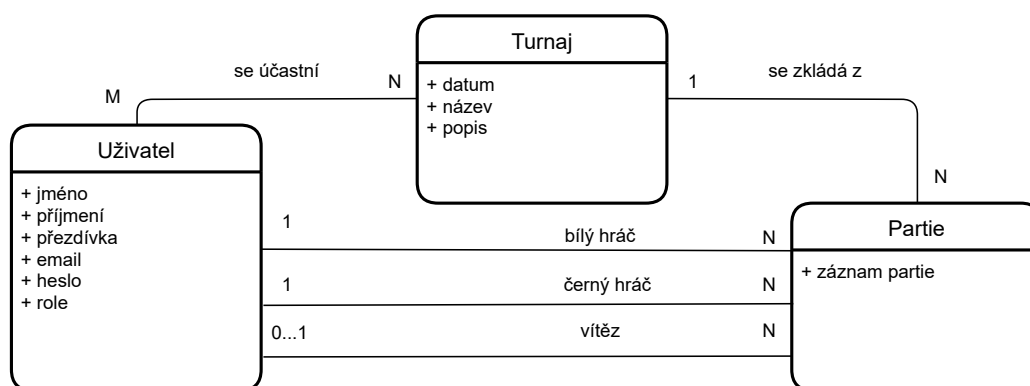 Turnaj
+ datum
+ název
+ popis
se účastní
M
N
1
se zkládá z
N
Uživatel
+ jméno
+ příjmení
+ přezdívka
+ email
+ heslo
+ role
Partie
+ záznam partie
1
bílý hráč
N
1
černý hráč
N
0...1
vítěz
N